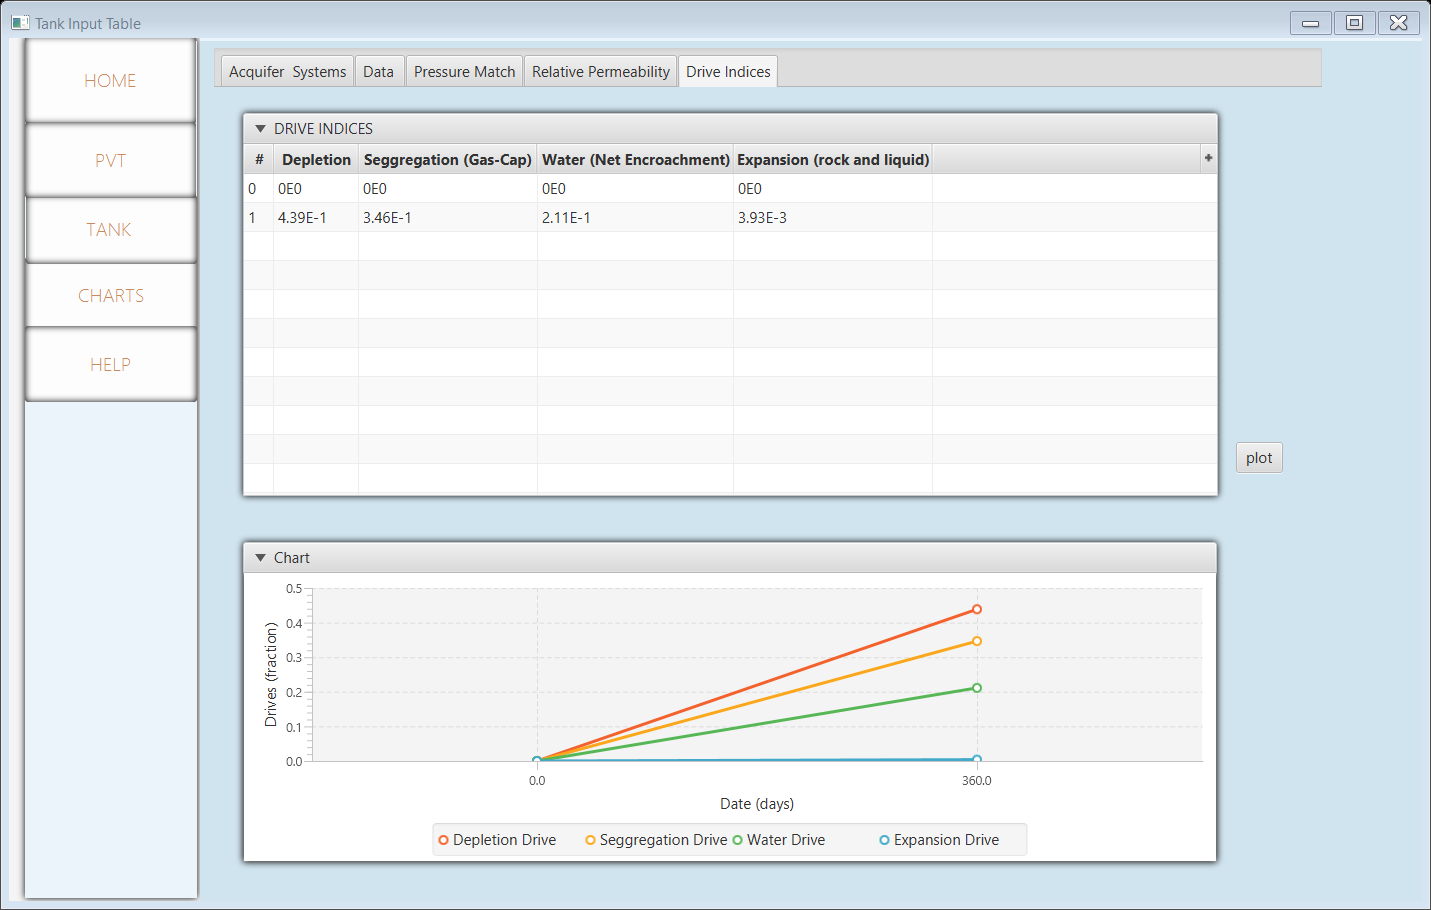 Tank Input Table
HOME
PVT
TANK
CHARTS
HELP
Acquifer Systems Data Pressure Match Relative Permeability Drive Indices
DRIVE INDICES
# Depletion Seggregation (Gas-Cap) Water (Net Encroachment) Expansion (rock and liquid) +
0 0E0 0E0 0E0 0E0
1 4.39E-1 3.46E-1 2.11E-1 3.93E-3
plot
Chart
Drives (fraction)
0.5
0.4
0.3
0.2
0.1
0.0
0.0 360.0
Date (days)
Depletion Drive Seggregation Drive Water Drive Expansion Drive